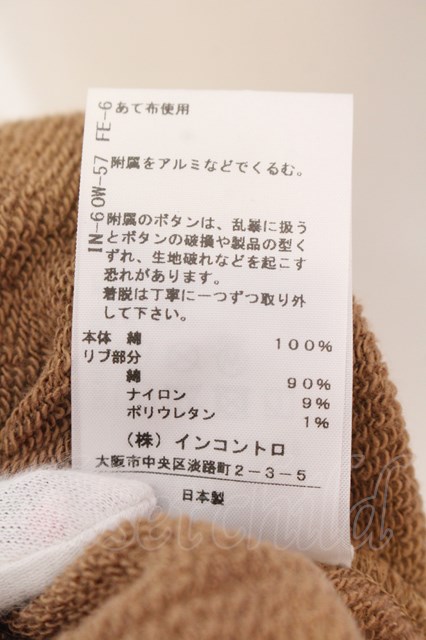 あて布使用
附属をアルミなどでくるむ。
附属のボタンは、乱暴に扱う
とボタンの破損や製品の型く
ずれ、生地破れなどを起こす
恐れがあります。
着脱は丁寧に一つずつ取り外
して下さい。
本体 綿 100%
リブ部分
綿 90%
ナイロン 9%
ポリウレタン 1%
(株) インコントロ
大阪市中央区淡路町2-3-5
日本製
IN-60W-57 FE-6